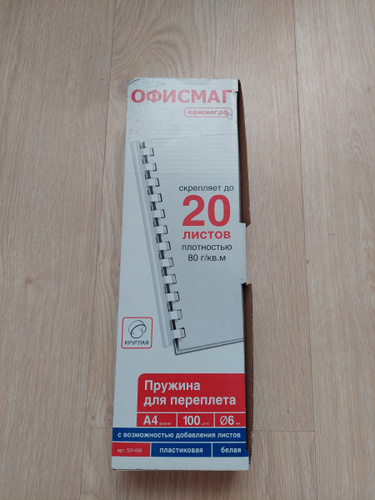 ОФИСМАГ
офисмаг.рф
скрепляет до
20
ЛИСТОВ
плотностью
80 г/кв.м
КРУГЛАЯ
Пружина
для переплета
А4 100 Ø6
с возможностью добавления листов
пластиковая белая